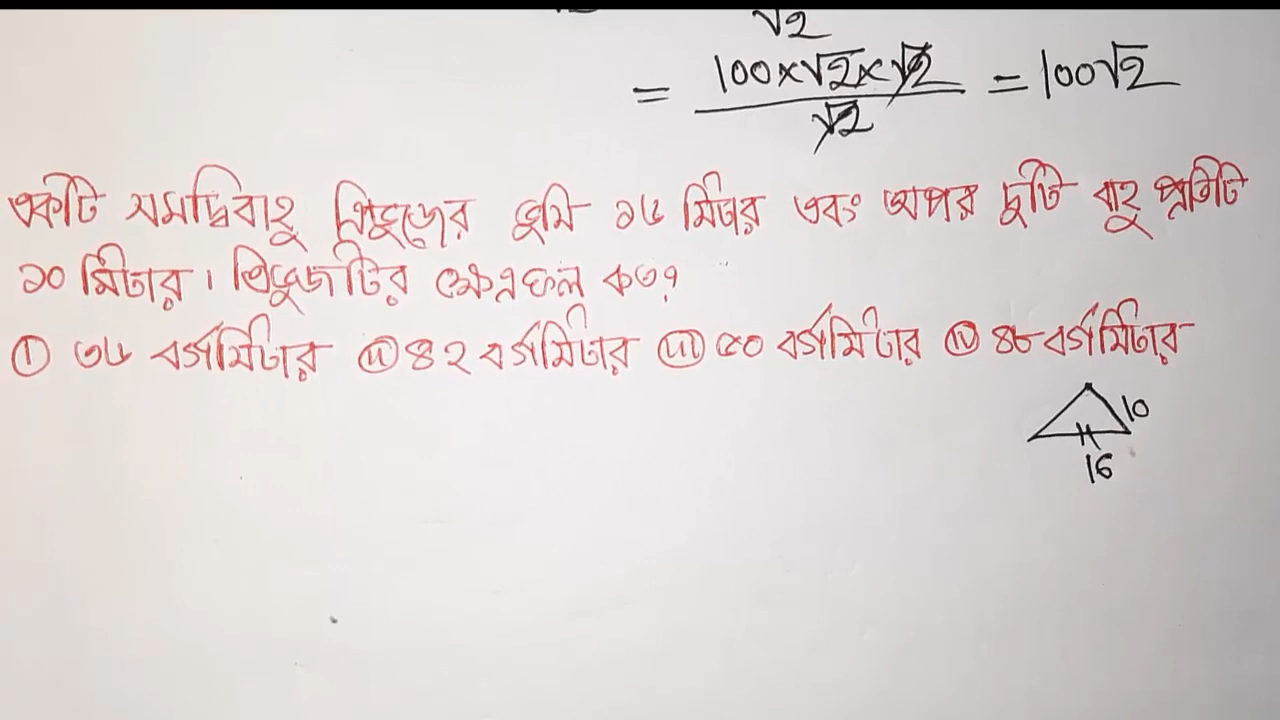 √2
= 100×√2×√2 / √2 = 100√2
একটি সমদ্বিবাহু ত্রিভুজের ভুমি ১৬ মিটার এবং অপর দুটি বাহু প্রতিটি
১০ মিটার। ত্রিভুজটির ক্ষেত্রফল কত?
i ৩৬ বর্গমিটার ii ৪২ বর্গমিটার iii ৫০ বর্গমিটার iv ৪৮ বর্গমিটার
10
16